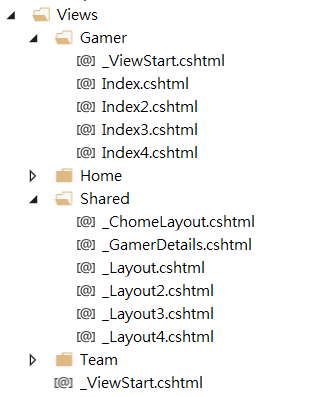 Views
Gamer
[@] _ViewStart.cshtml
[@] Index.cshtml
[@] Index2.cshtml
[@] Index3.cshtml
[@] Index4.cshtml
Home
Shared
[@] _ChomeLayout.cshtml
[@] _GamerDetails.cshtml
[@] _Layout.cshtml
[@] _Layout2.cshtml
[@] _Layout3.cshtml
[@] _Layout4.cshtml
Team
[@] _ViewStart.cshtml